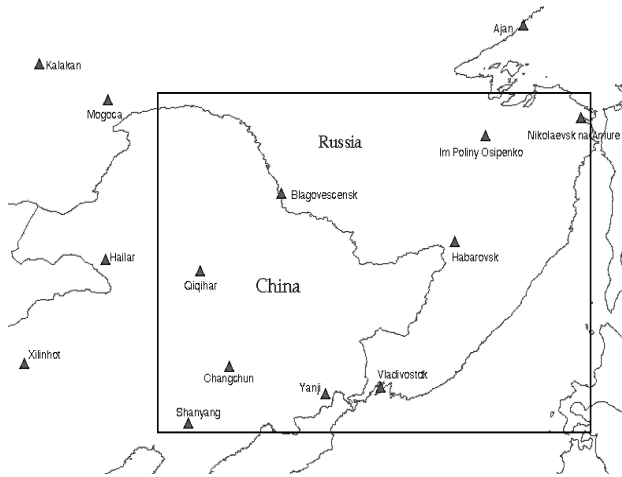 Ajan
Kalakan
Mogoca
Nikolaevsk na Amure
Russia
Im Poliny Osipenko
Blagovescensk
Habarovsk
Hailar
Qiqihar
China
Xilinhot
Changchun
Vladivostok
Yanji
Shanyang